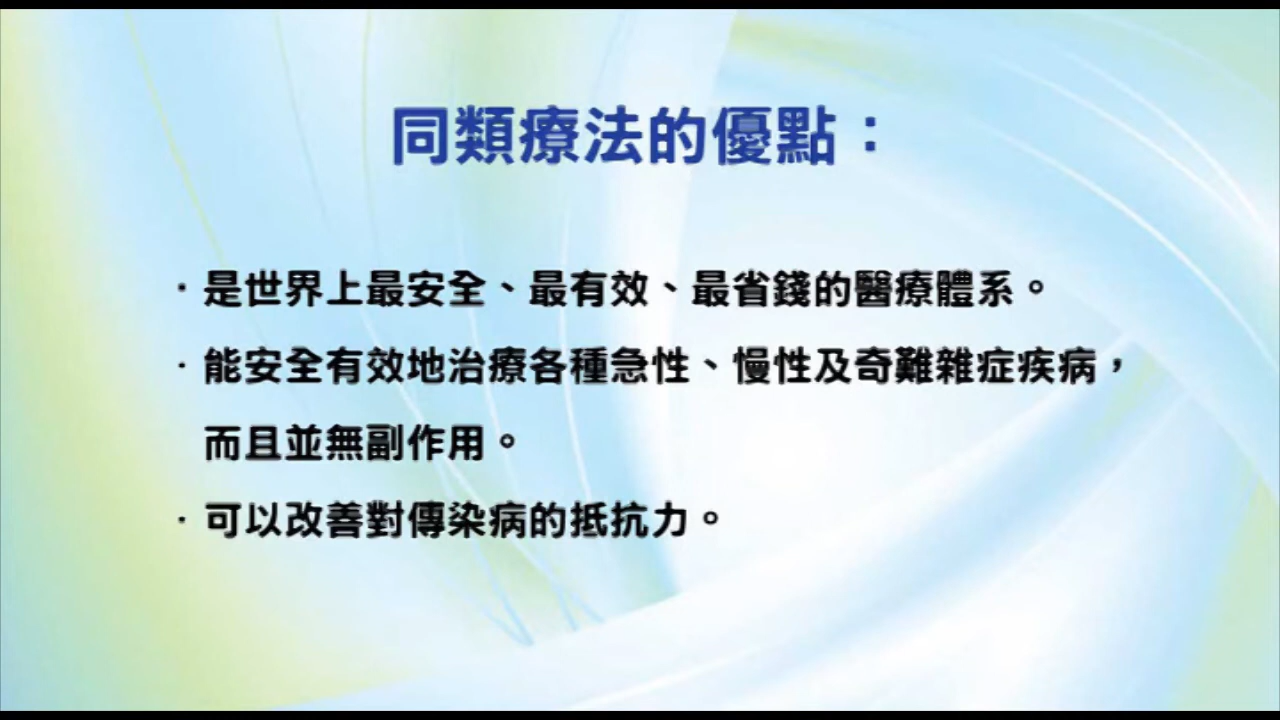 同類療法的優點：
· 是世界上最安全、最有效、最省錢的醫療體系。
· 能安全有效地治療各種急性、慢性及奇難雜症疾病，
而且並無副作用。
· 可以改善對傳染病的抵抗力。